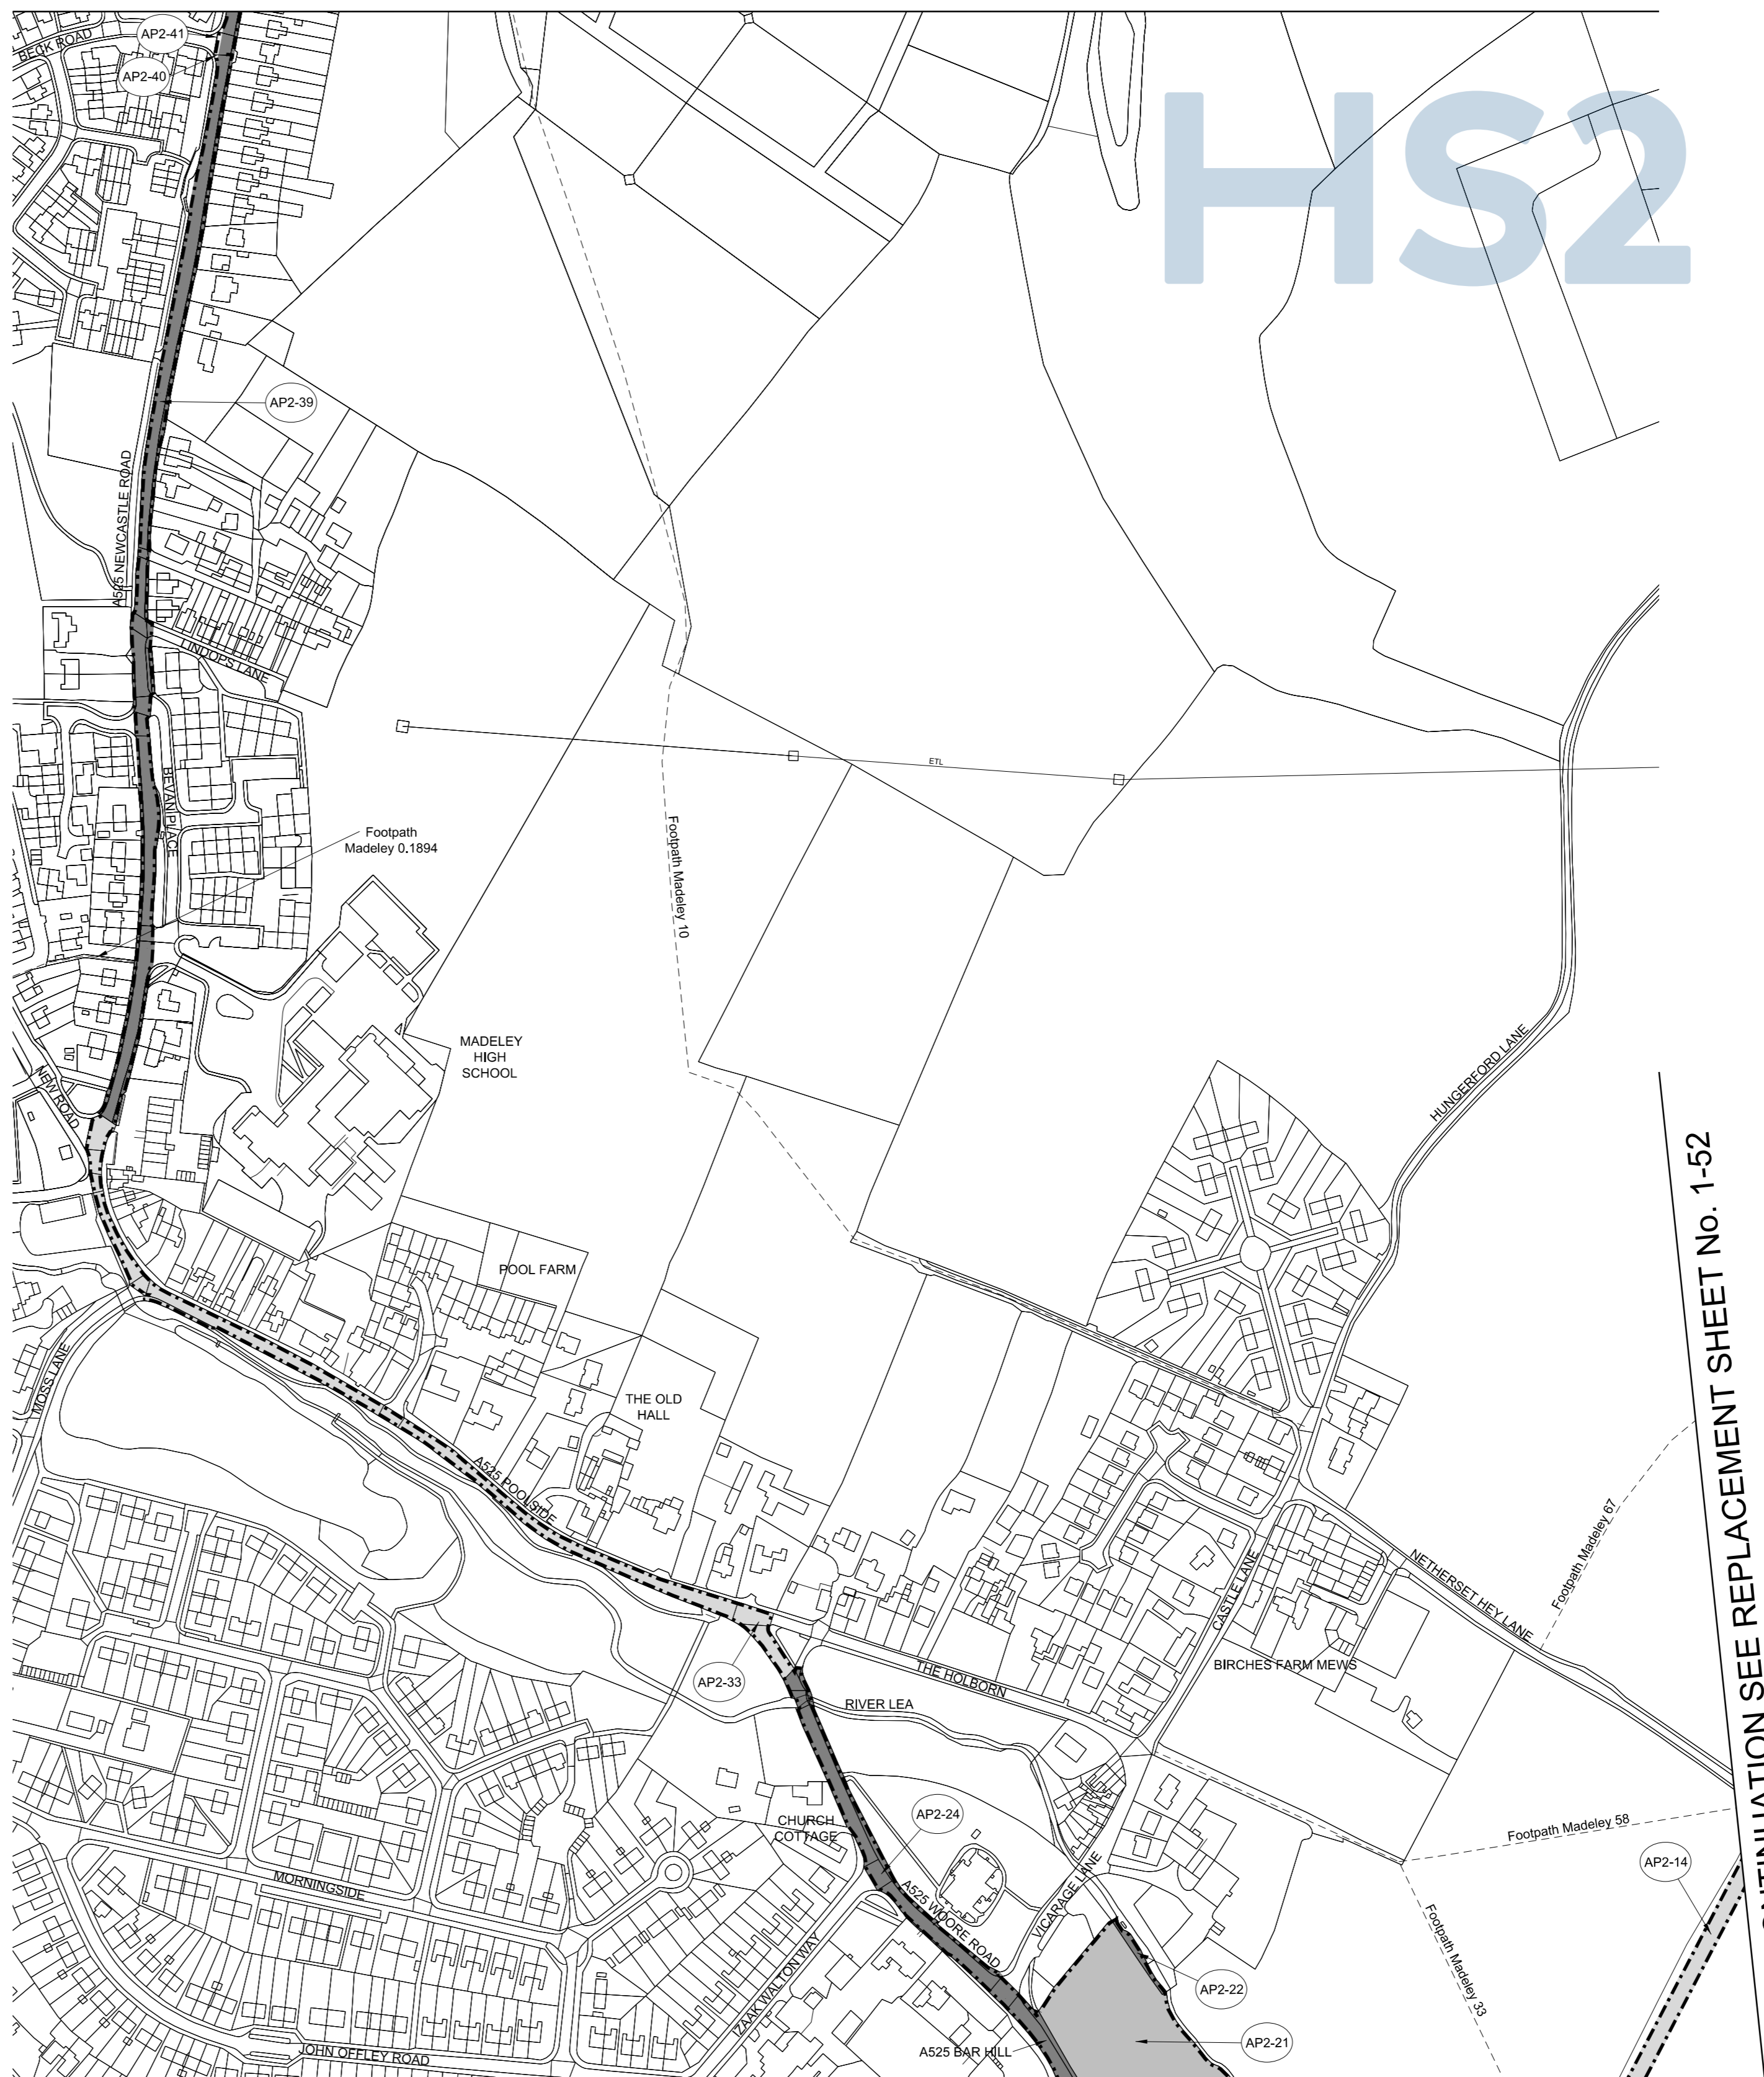 HS2
BECK ROAD
AP2-41
AP2-40
AP2-39
A525 NEWCASTLE ROAD
LINDOPS LANE
ETL
BEVAN PLACE
Footpath
Madeley 0.1894
Footpath Madeley 10
MADELEY
HIGH
SCHOOL
NEW ROAD
HUNGERFORD LANE
POOL FARM
MOSS LANE
THE OLD
HALL
A525 POOLSIDE
Footpath Madeley 67
NETHERSET HEY LANE
CASTLE LANE
BIRCHES FARM MEWS
AP2-33
THE HOLBORN
RIVER LEA
CHURCH
COTTAGE
AP2-24
Footpath Madeley 58
AP2-14
MORNINGSIDE
A525 WOORE ROAD
VICARAGE LANE
Footpath Madeley 33
IZAAK WALTON WAY
AP2-22
AP2-21
A525 BAR HILL
JOHN OFFLEY ROAD
SEE REPLACEMENT SHEET No. 1-52